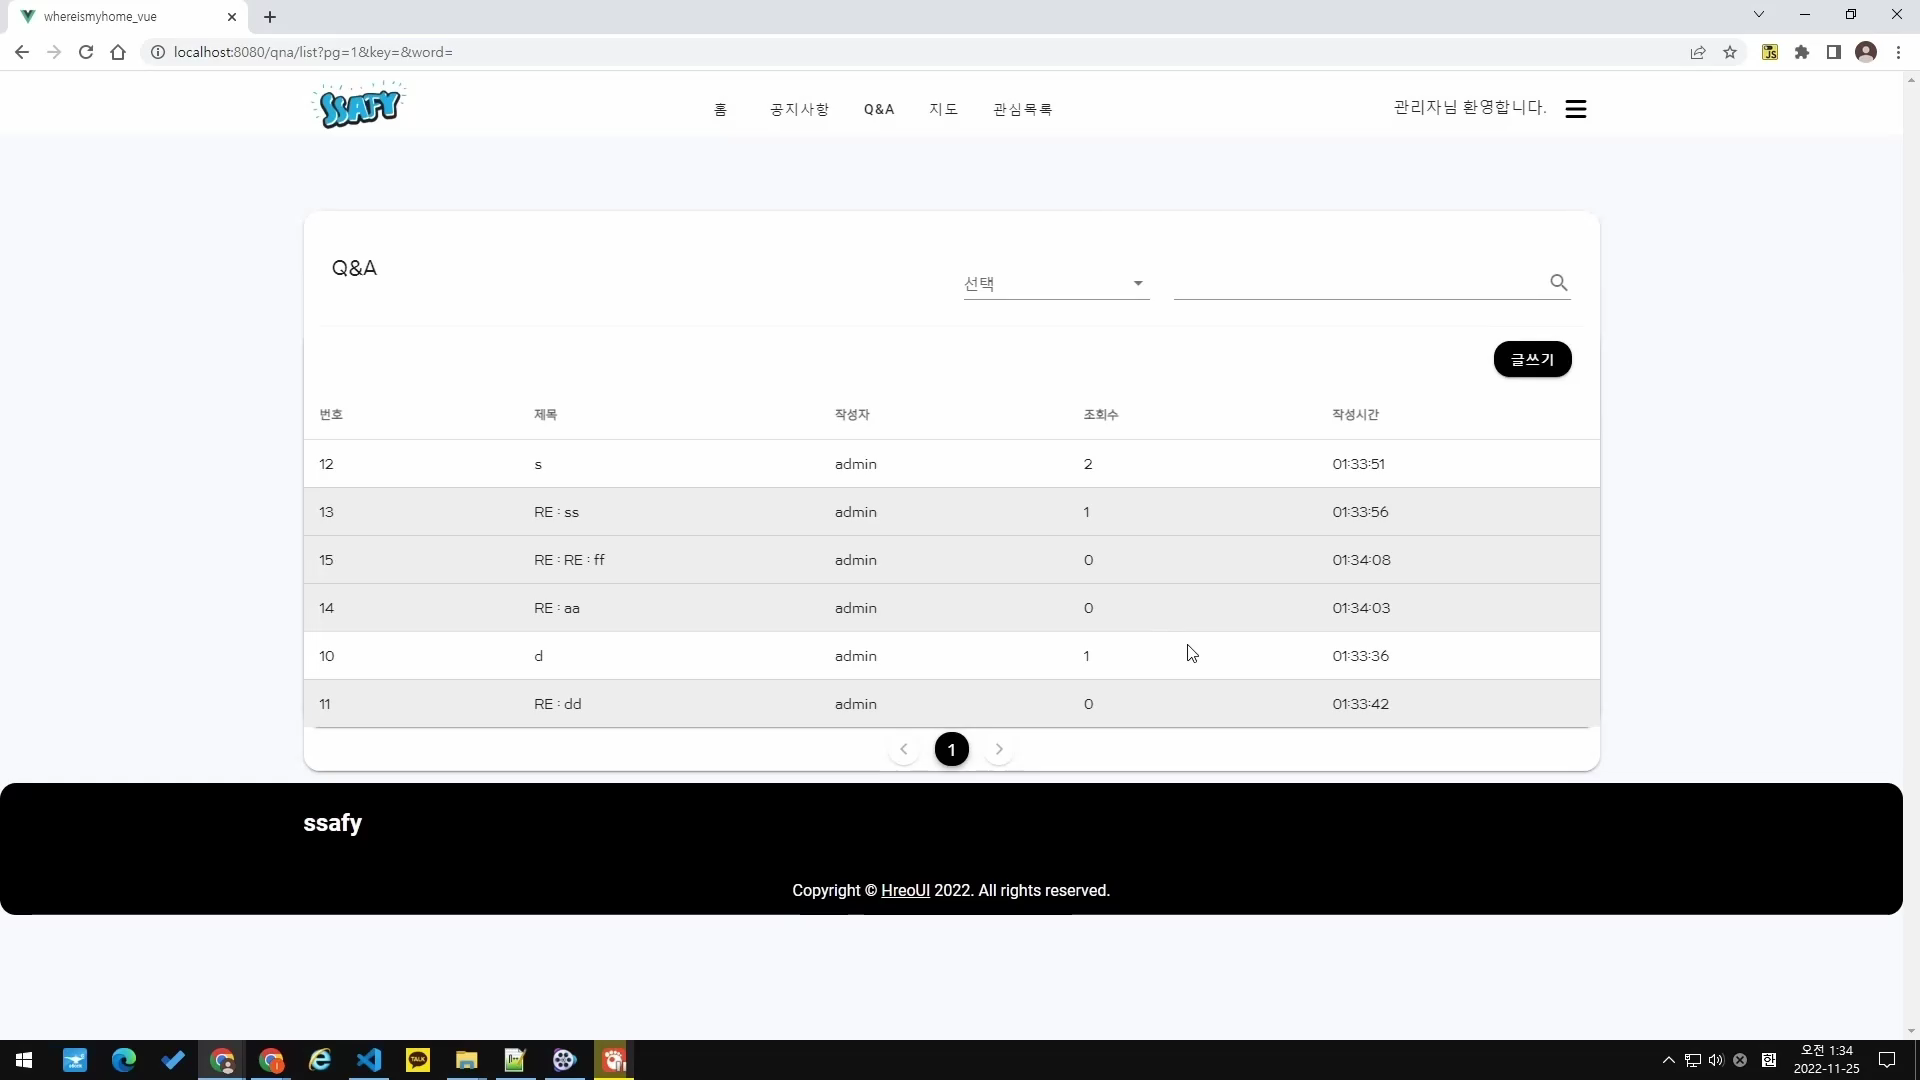 whereismyhome_vue
localhost:8080/qna/list?pg=1&key=&word=
SSAFY
홈 공지사항 Q&A 지도 관심목록
관리자님 환영합니다.
Q&A
선택
글쓰기
번호 제목 작성자 조회수 작성시간
12 s admin 2 01:33:51
13 RE : ss admin 1 01:33:56
15 RE : RE : ff admin 0 01:34:08
14 RE : aa admin 0 01:34:03
10 d admin 1 01:33:36
11 RE : dd admin 0 01:33:42
1
ssafy
Copyright © HreoUI 2022. All rights reserved.
TALK
한
오전 1:34
2022-11-25